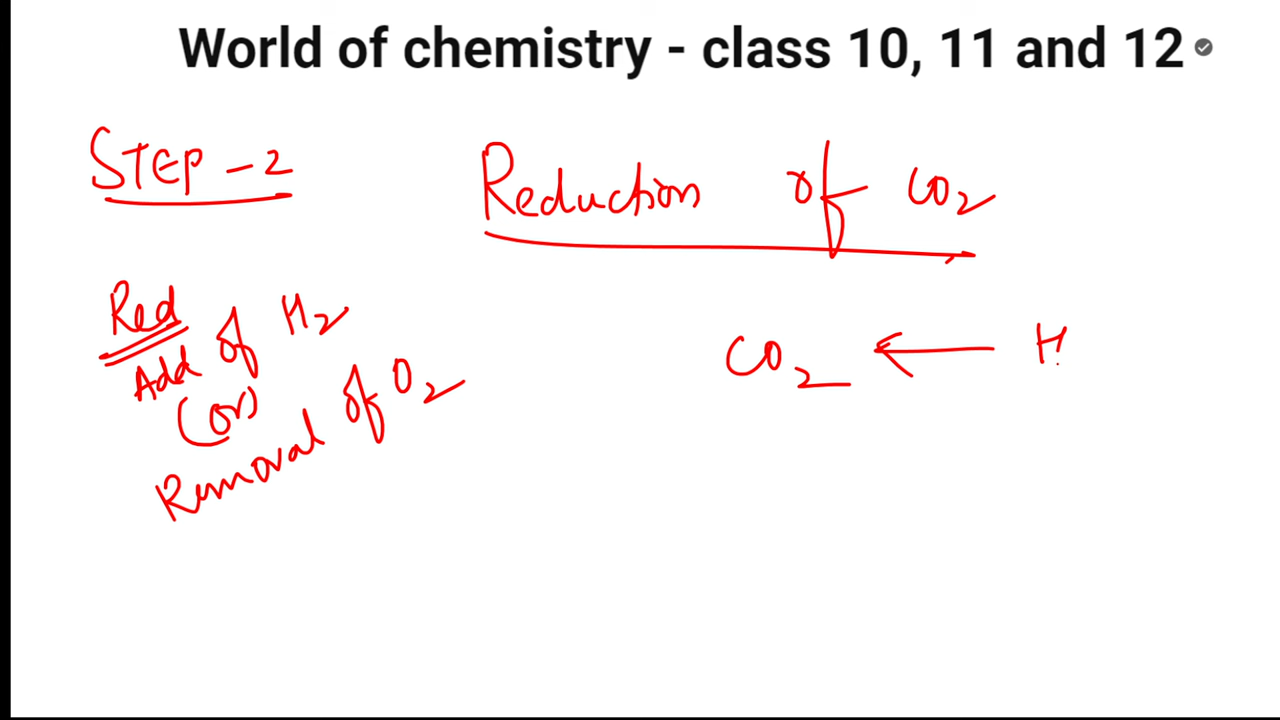 World of chemistry - class 10, 11 and 12
STEP - 2
Reduction of CO2
Red
Add of H2
(or)
Removal of O2
CO2 ← H